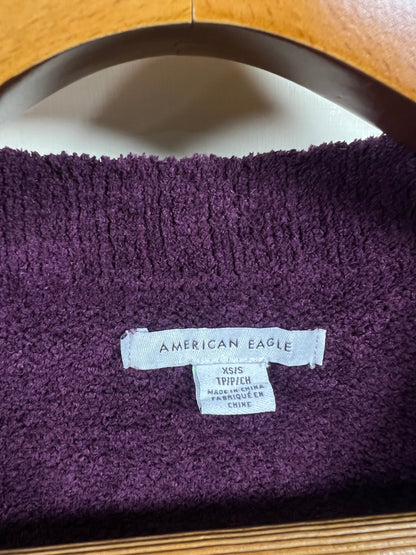 AMERICAN EAGLE
XS/S
TP/P/CH
MADE IN CHINA
FABRIQUÉ EN
CHINE